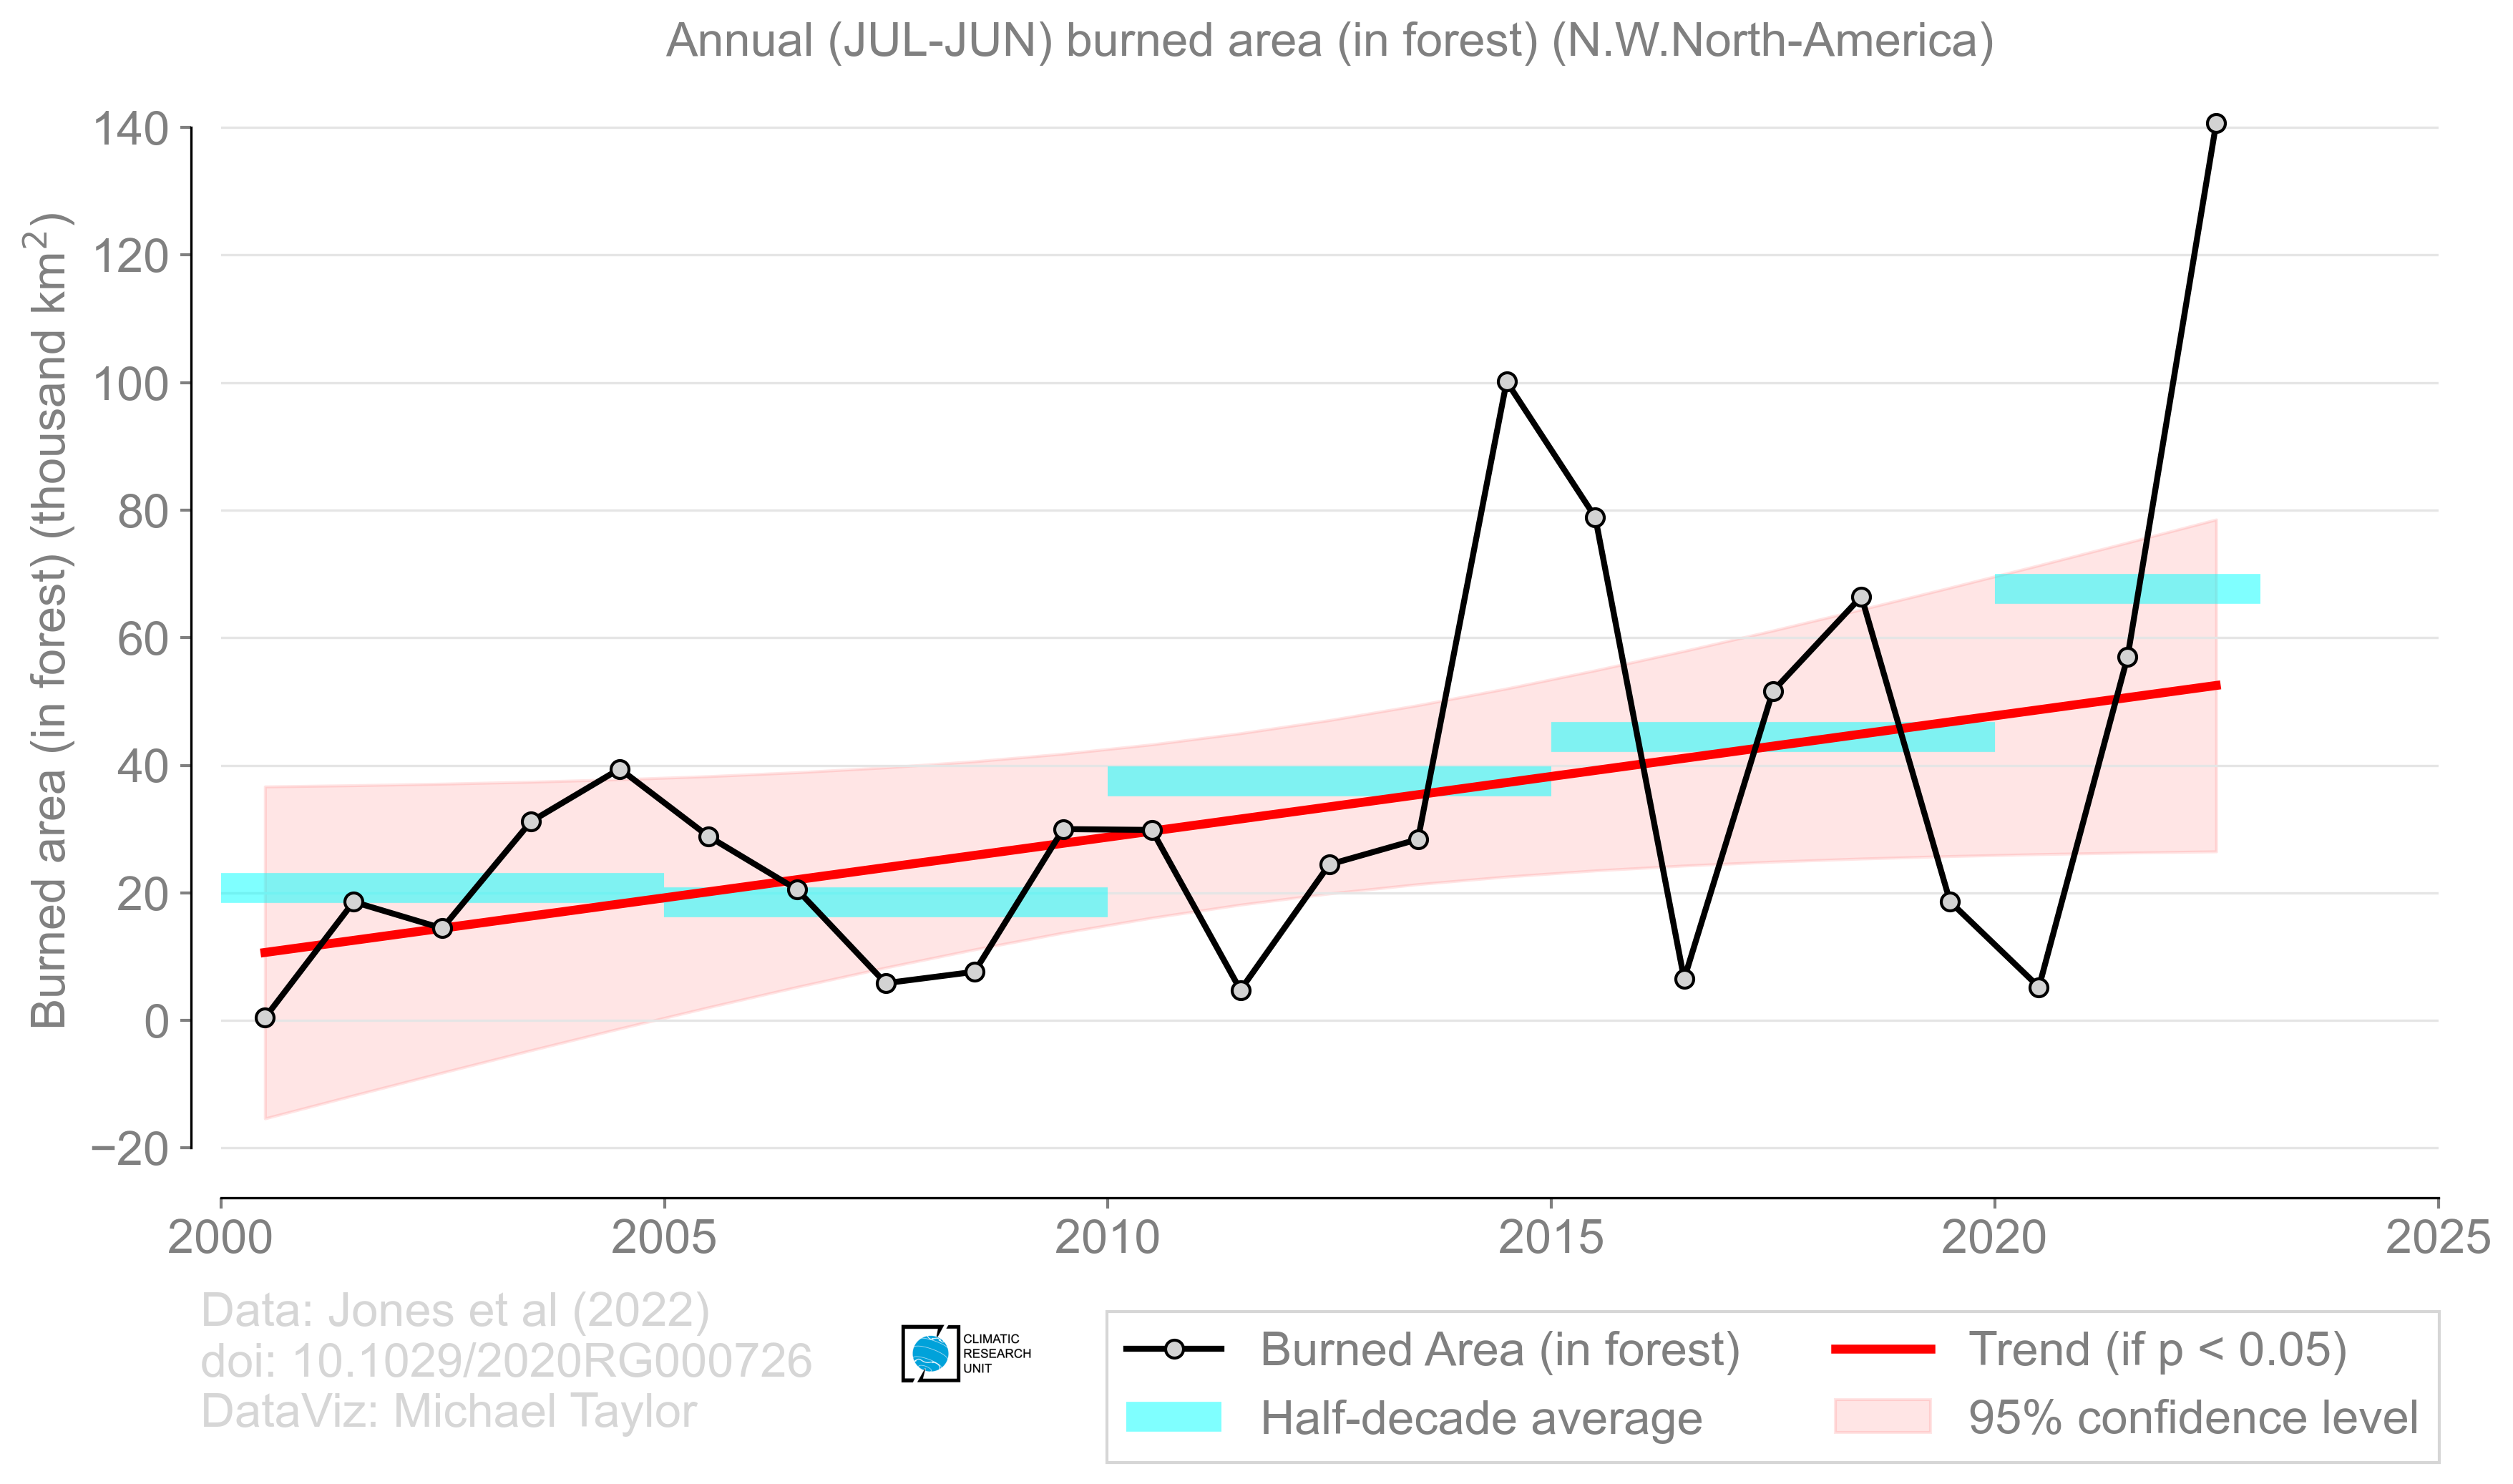 Annual (JUL-JUN) burned area (in forest) (N.W.North-America)
Burned area (in forest) (thousand km²)
140
120
100
80
60
40
20
0
−20
2000 2005 2010 2015 2020 2025
Data: Jones et al (2022)
doi: 10.1029/2020RG000726
DataViz: Michael Taylor
CLIMATIC
RESEARCH
UNIT
Burned Area (in forest)
Half-decade average
Trend (if p < 0.05)
95% confidence level